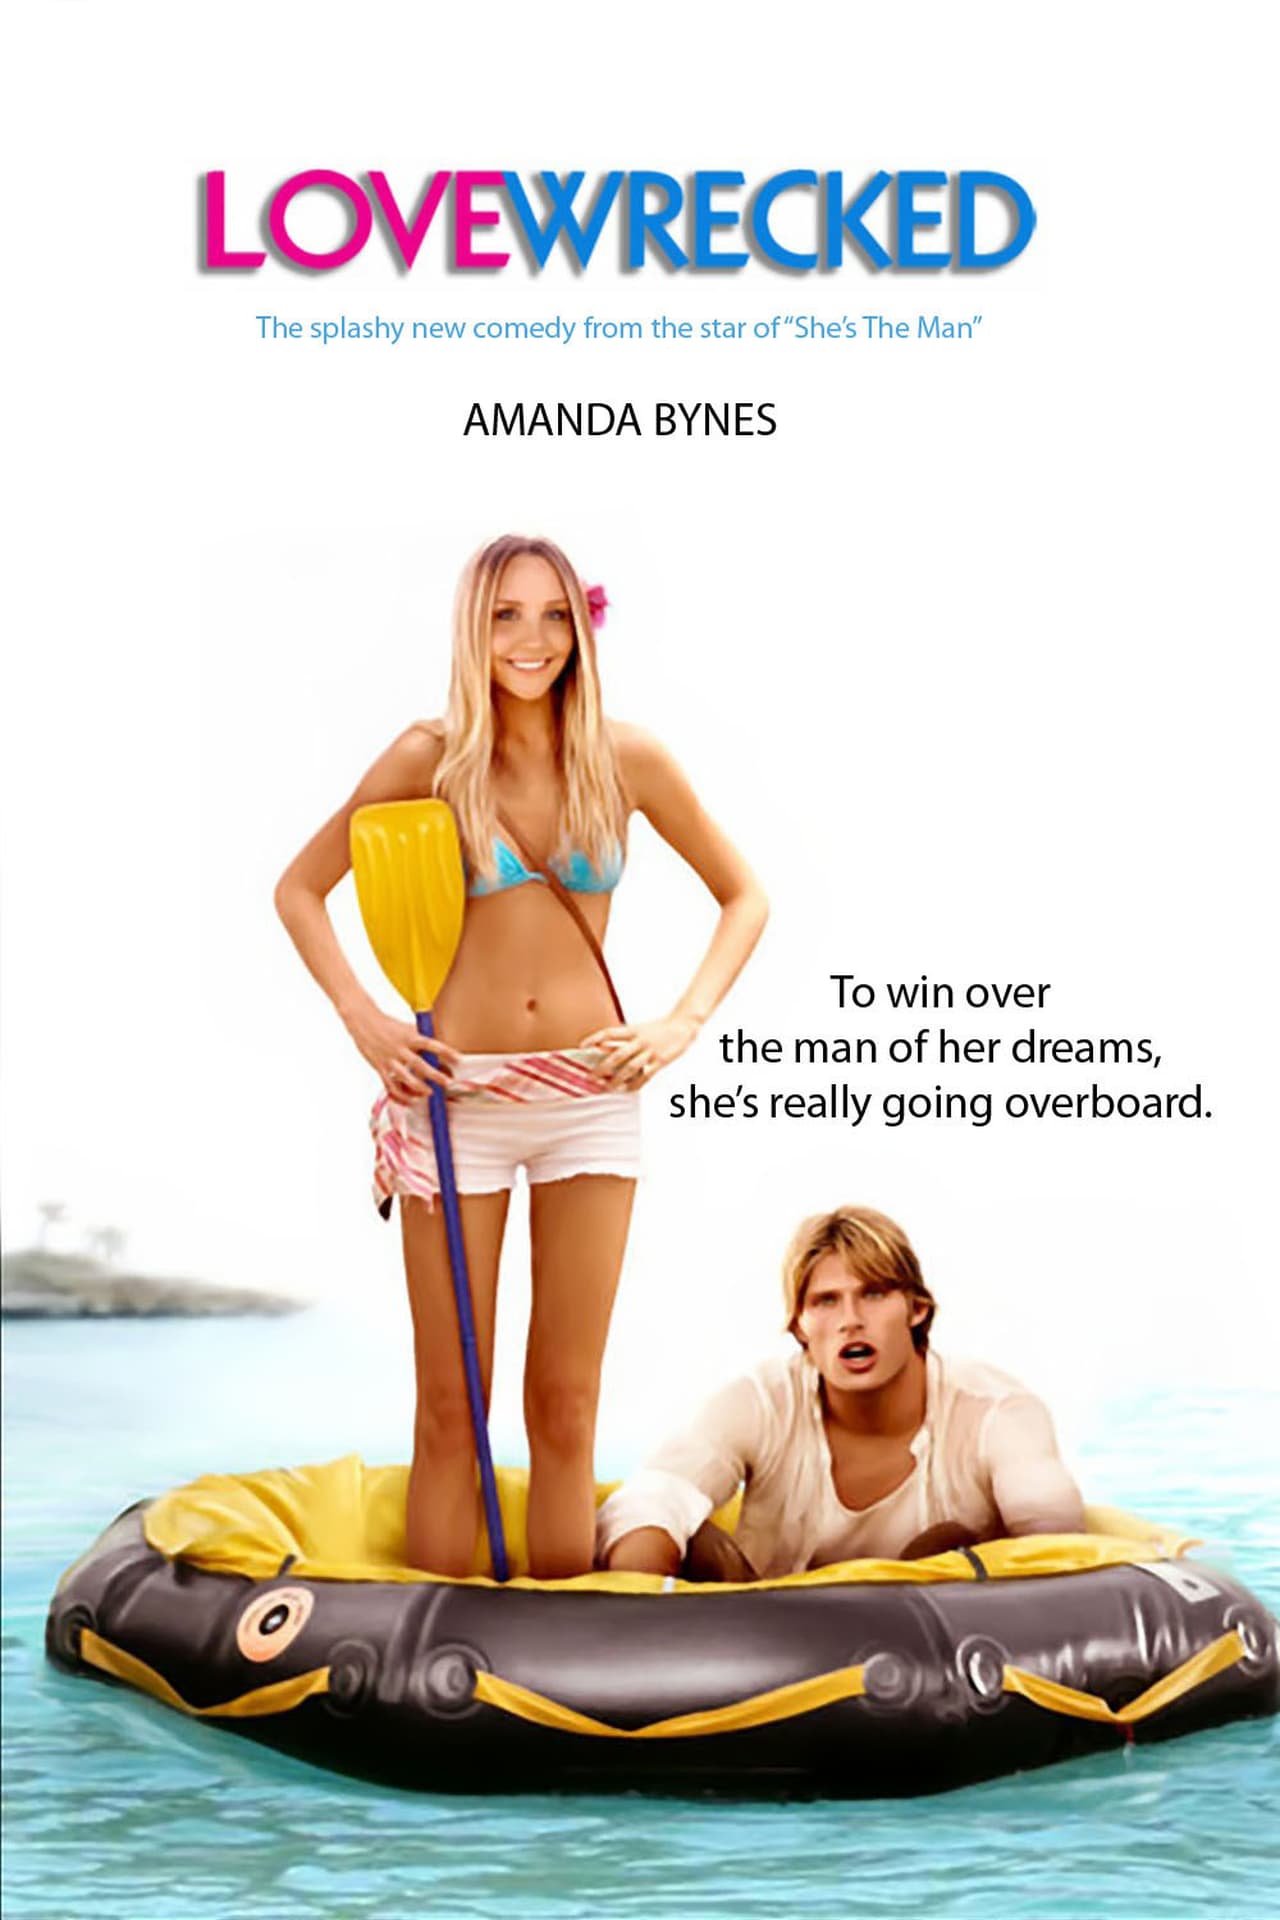 LOVEWRECKED
The splashy new comedy from the star of “She’s The Man”
AMANDA BYNES
To win over
the man of her dreams,
she’s really going overboard.